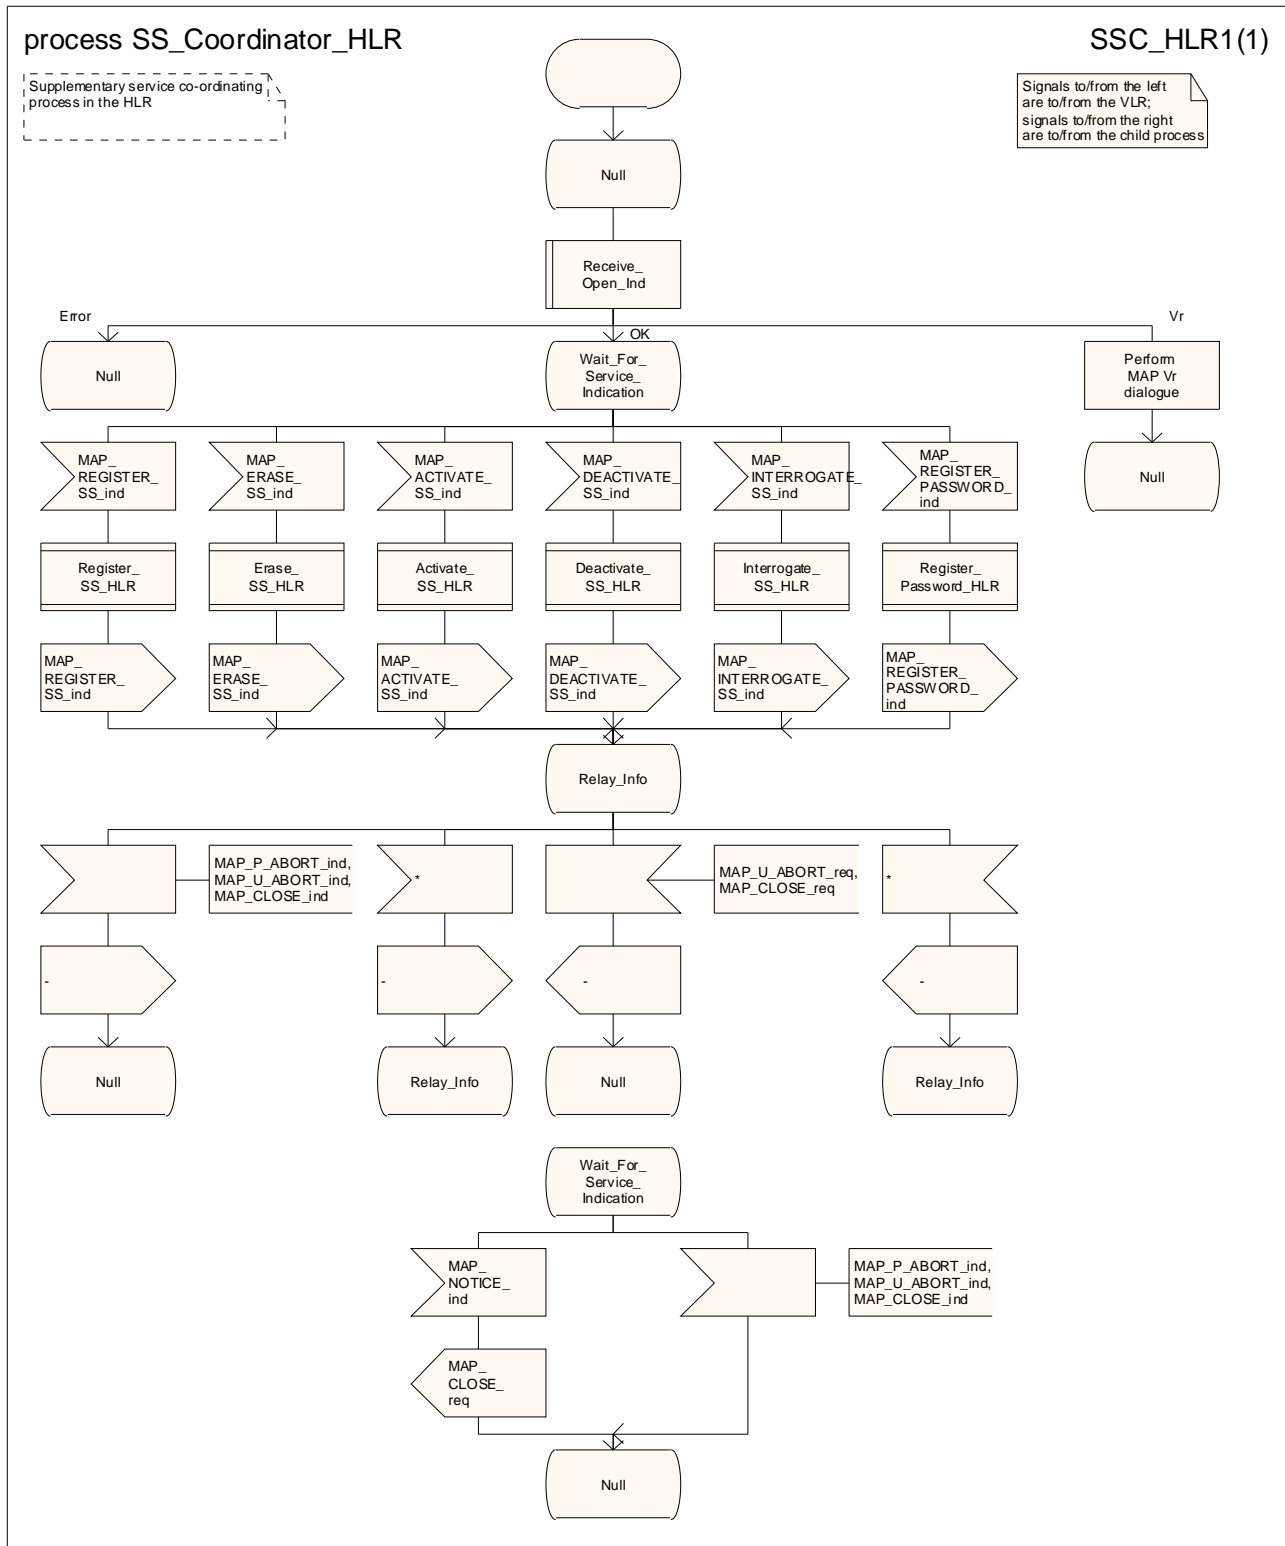 process SS_Coordinator_HLR
SSC_HLR1(1)
Supplementary service co-ordinating
process in the HLR
Signals to/from the left
are to/from the VLR;
signals to/from the right
are to/from the child process
Null
Receive_
Open_Ind
Error
OK
Vr
Null
Wait_For_
Service_
Indication
Perform
MAP Vr
dialogue
MAP_
REGISTER_
SS_ind
MAP_
ERASE_
SS_ind
MAP_
ACTIVATE_
SS_ind
MAP_
DEACTIVATE_
SS_ind
MAP_
INTERROGATE_
SS_ind
MAP_
REGISTER_
PASSWORD_
ind
Null
Register_
SS_HLR
Erase_
SS_HLR
Activate_
SS_HLR
Deactivate_
SS_HLR
Interrogate_
SS_HLR
Register_
Password_HLR
MAP_
REGISTER_
SS_ind
MAP_
ERASE_
SS_ind
MAP_
ACTIVATE_
SS_ind
MAP_
DEACTIVATE_
SS_ind
MAP_
INTERROGATE_
SS_ind
MAP_
REGISTER_
PASSWORD_
ind
Relay_Info
MAP_P_ABORT_ind,
MAP_U_ABORT_ind,
MAP_CLOSE_ind
*
MAP_U_ABORT_req,
MAP_CLOSE_req
*
-
-
-
-
Null
Relay_Info
Null
Relay_Info
Wait_For_
Service_
Indication
MAP_
NOTICE_
ind
MAP_P_ABORT_ind,
MAP_U_ABORT_ind,
MAP_CLOSE_ind
MAP_
CLOSE_
req
Null